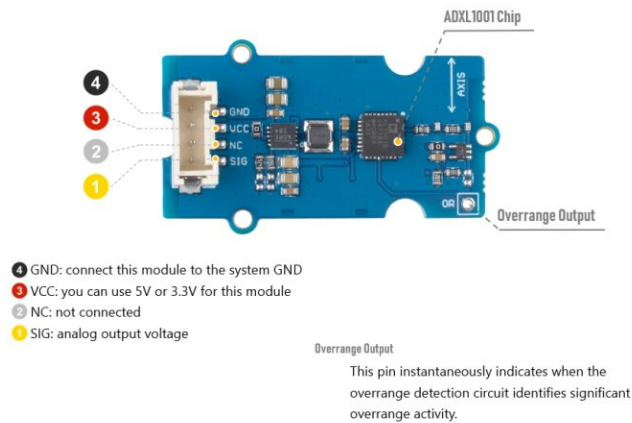 ADXL1001 Chip
AXIS
4
GND
3
VCC
2
NC
1
SIG
OR
Overrange Output
4 GND: connect this module to the system GND
3 VCC: you can use 5V or 3.3V for this module
2 NC: not connected
1 SIG: analog output voltage
Overrange Output
This pin instantaneously indicates when the
overrange detection circuit identifies significant
overrange activity.